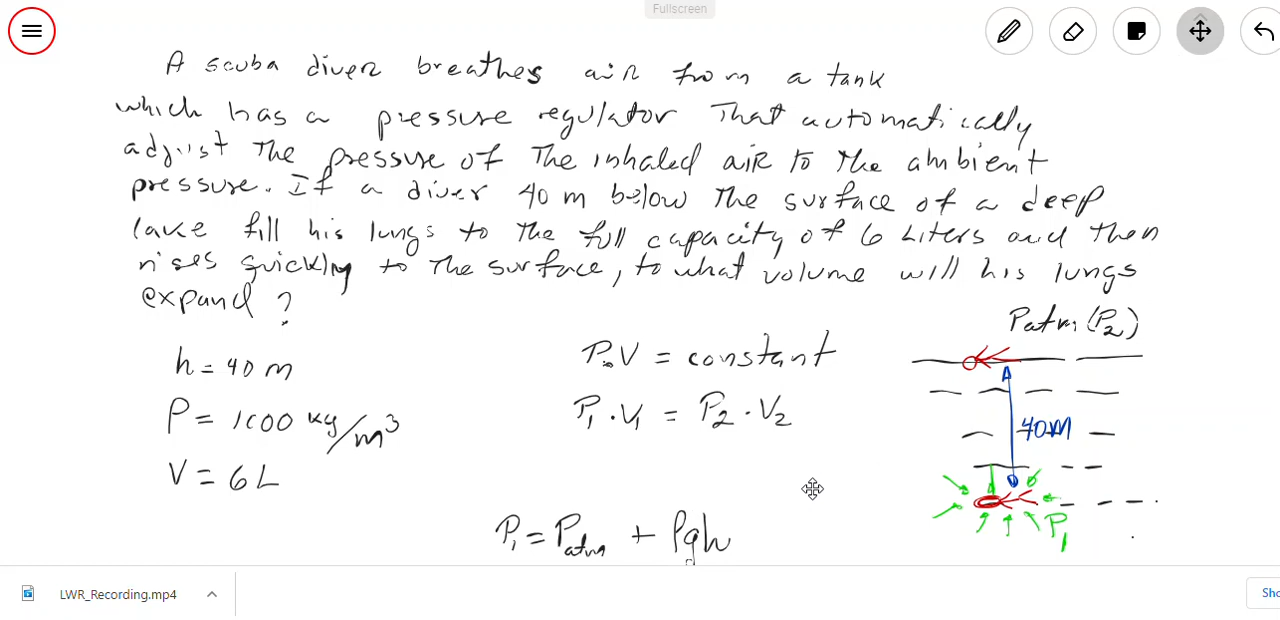 Fullscreen
A scuba diver breathes air from a tank
which has a pressure regulator That automatically
adjust The pressure of The inhaled air to The ambient
pressure. If a diver 40 m below The surface of a deep
lake fill his lungs to The full capacity of 6 Liters and Then
rises quickly to The surface, to what volume will his lungs
expand?
Patm (P2)
h = 40 m
P.V = constant
ρ = 1000 kg/m³
P1 · V1 = P2 · V2
40m
V = 6L
P1
P1 = Patm + ρgh
LWR_Recording.mp4
Sho